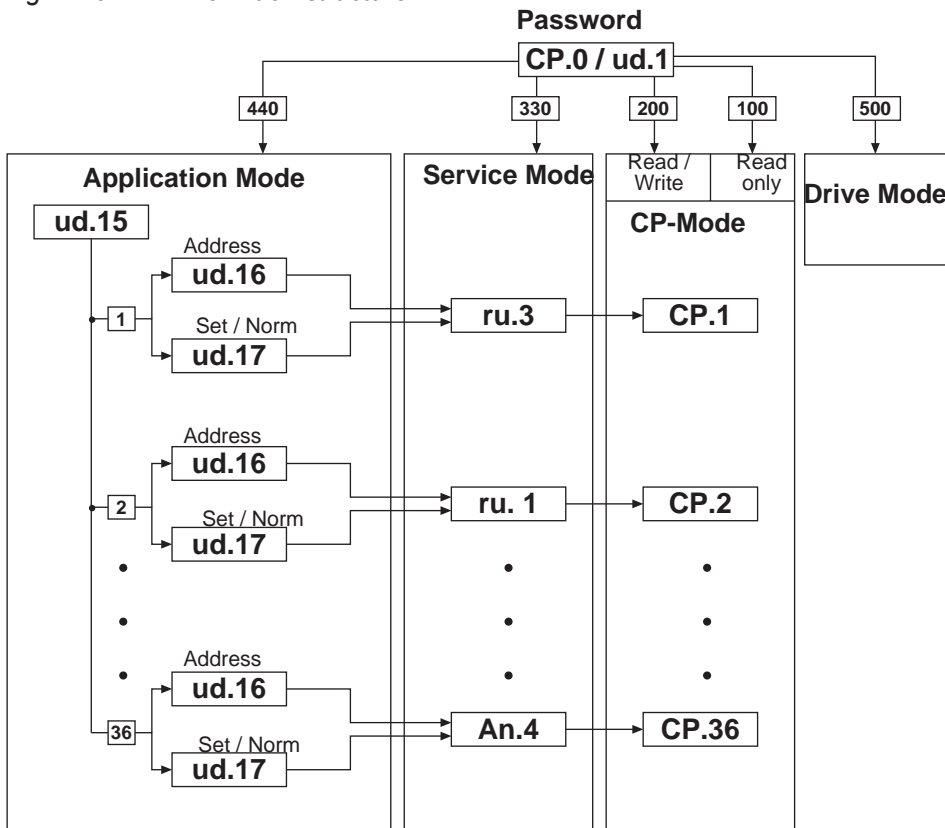 Password
CP.0 / ud.1
440
330
200
100
500
Application Mode
Service Mode
Read / Write
Read only
CP-Mode
Drive Mode
ud.15
1
Address
ud.16
Set / Norm
ud.17
ru.3
CP.1
2
Address
ud.16
Set / Norm
ud.17
ru. 1
CP.2
36
Address
ud.16
Set / Norm
ud.17
An.4
CP.36